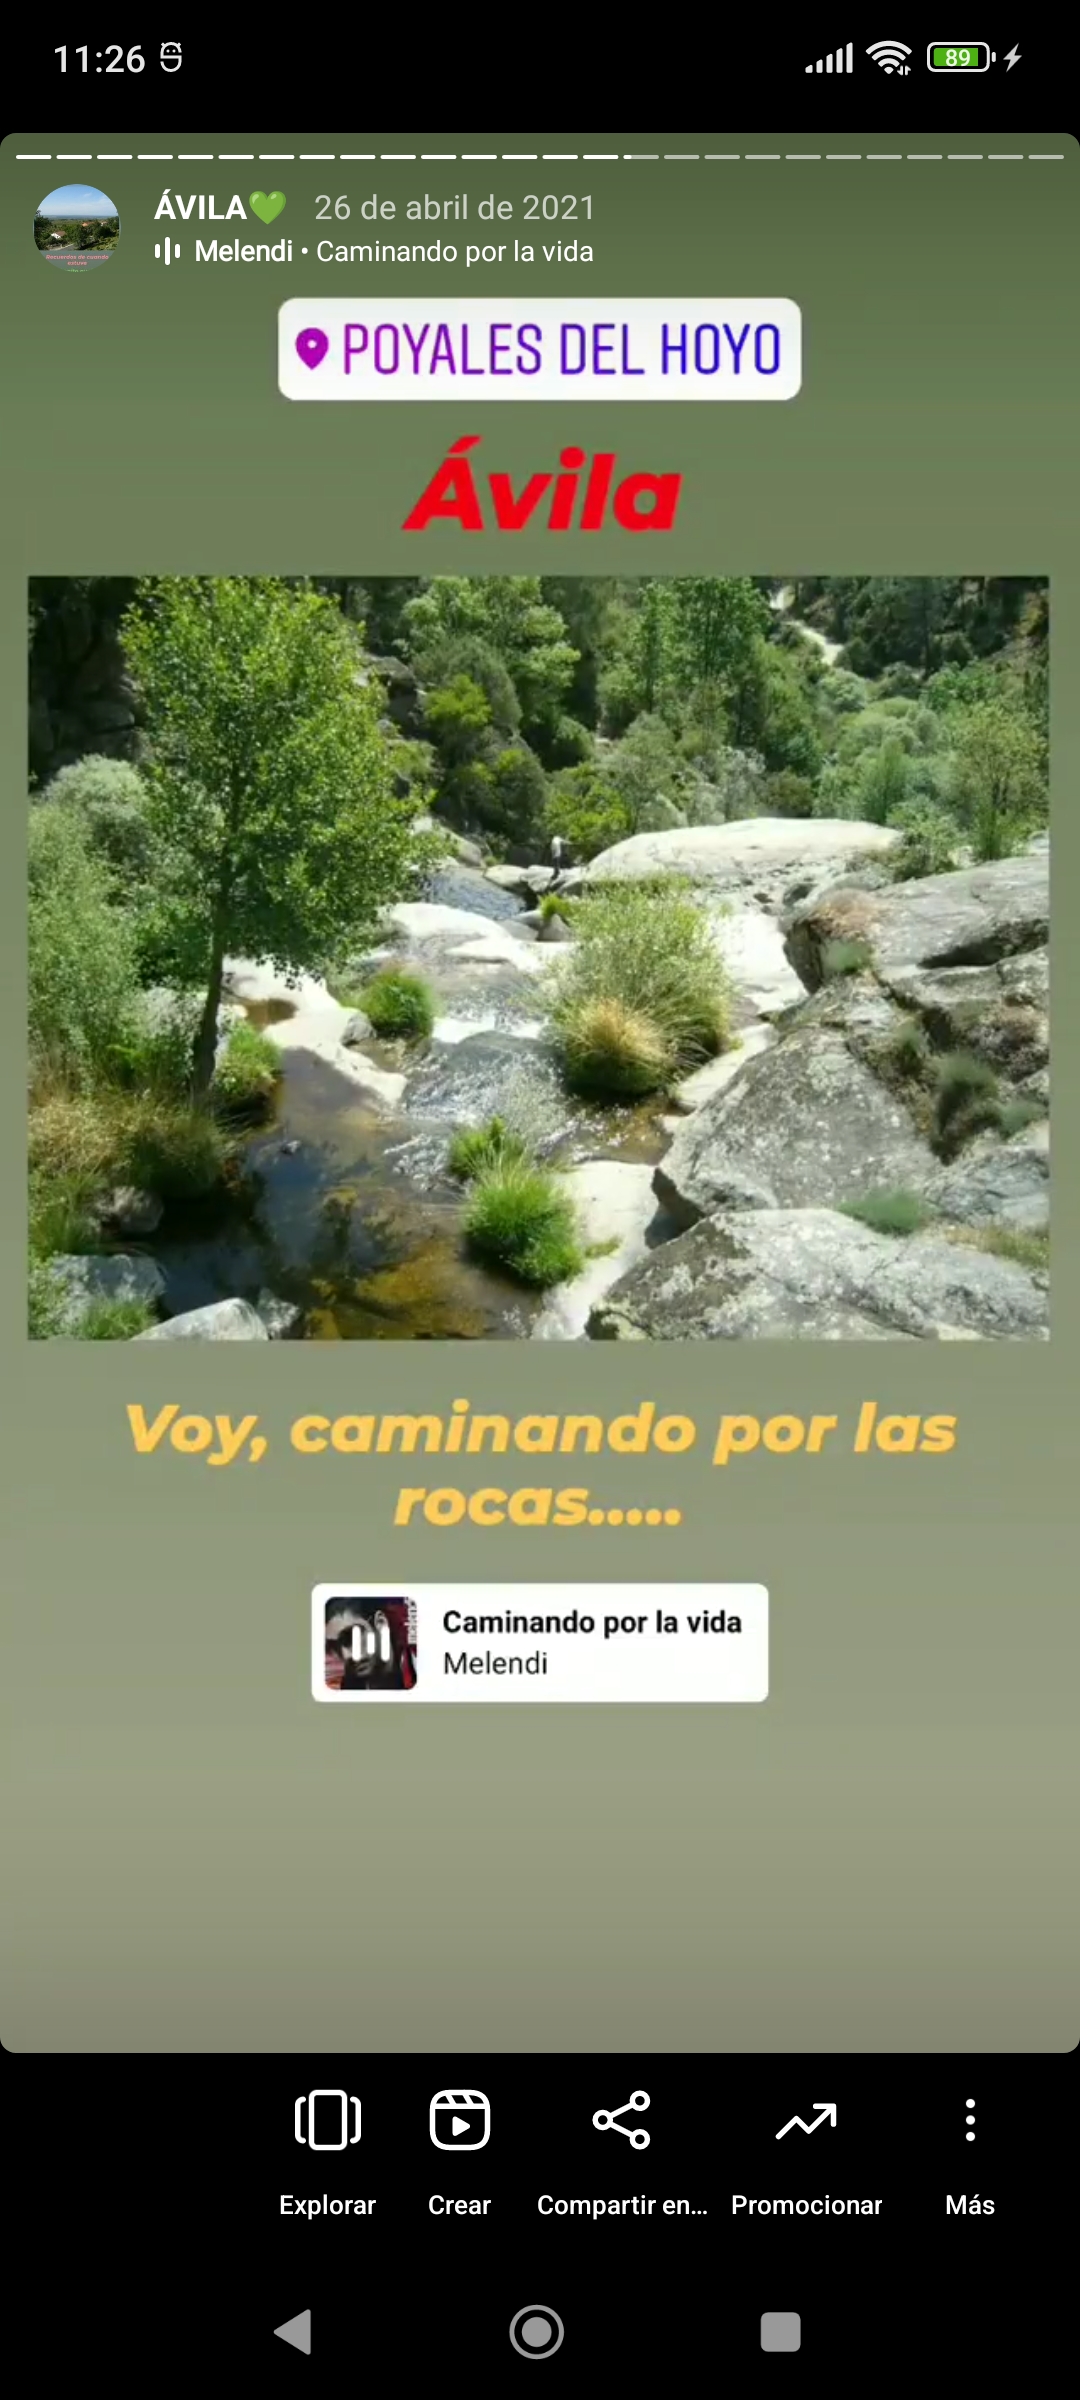 11:26
89
ÁVILA💚 26 de abril de 2021
Melendi • Caminando por la vida
POYALES DEL HOYO
Ávila
Voy, caminando por las
rocas.....
Caminando por la vida
Melendi
Explorar Crear Compartir en... Promocionar Más